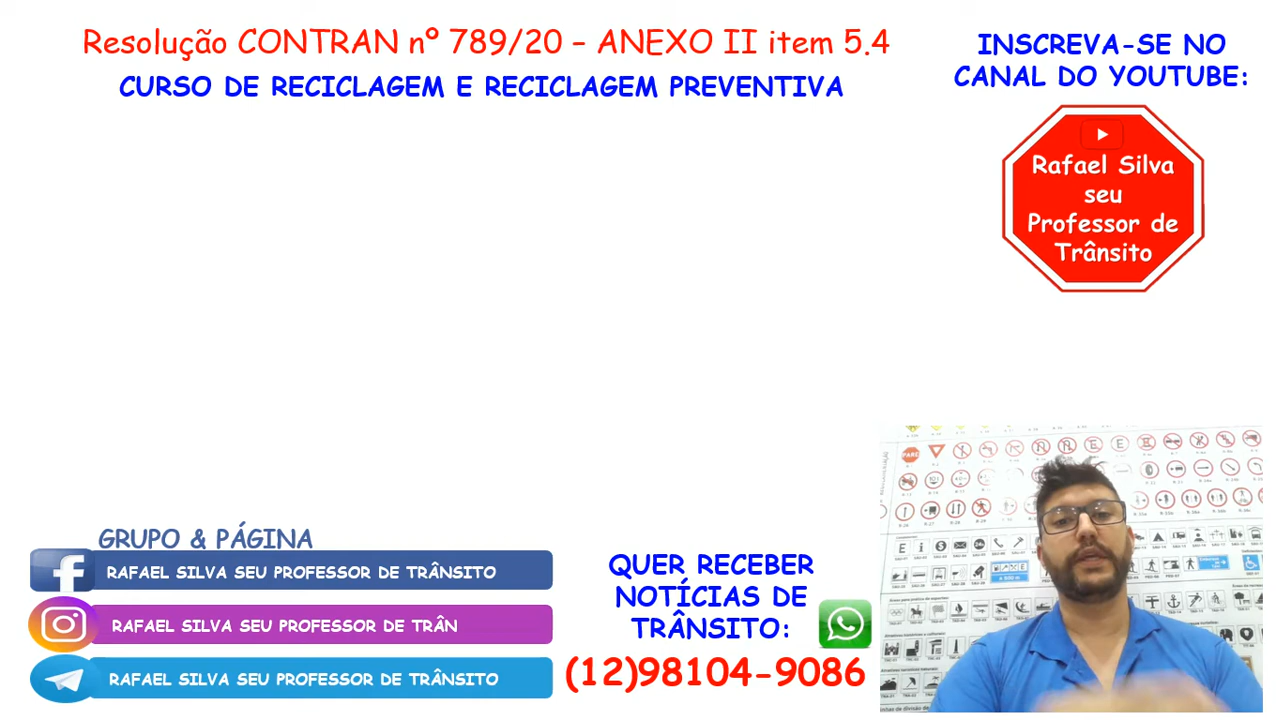 Resolução CONTRAN nº 789/20 – ANEXO II item 5.4
CURSO DE RECICLAGEM E RECICLAGEM PREVENTIVA
INSCREVA-SE NO
CANAL DO YOUTUBE:
Rafael Silva
seu
Professor de
Trânsito
GRUPO & PÁGINA
RAFAEL SILVA SEU PROFESSOR DE TRÂNSITO
RAFAEL SILVA SEU PROFESSOR DE TRÂN
RAFAEL SILVA SEU PROFESSOR DE TRÂNSITO
QUER RECEBER
NOTÍCIAS DE
TRÂNSITO:
(12)98104-9086
PARE